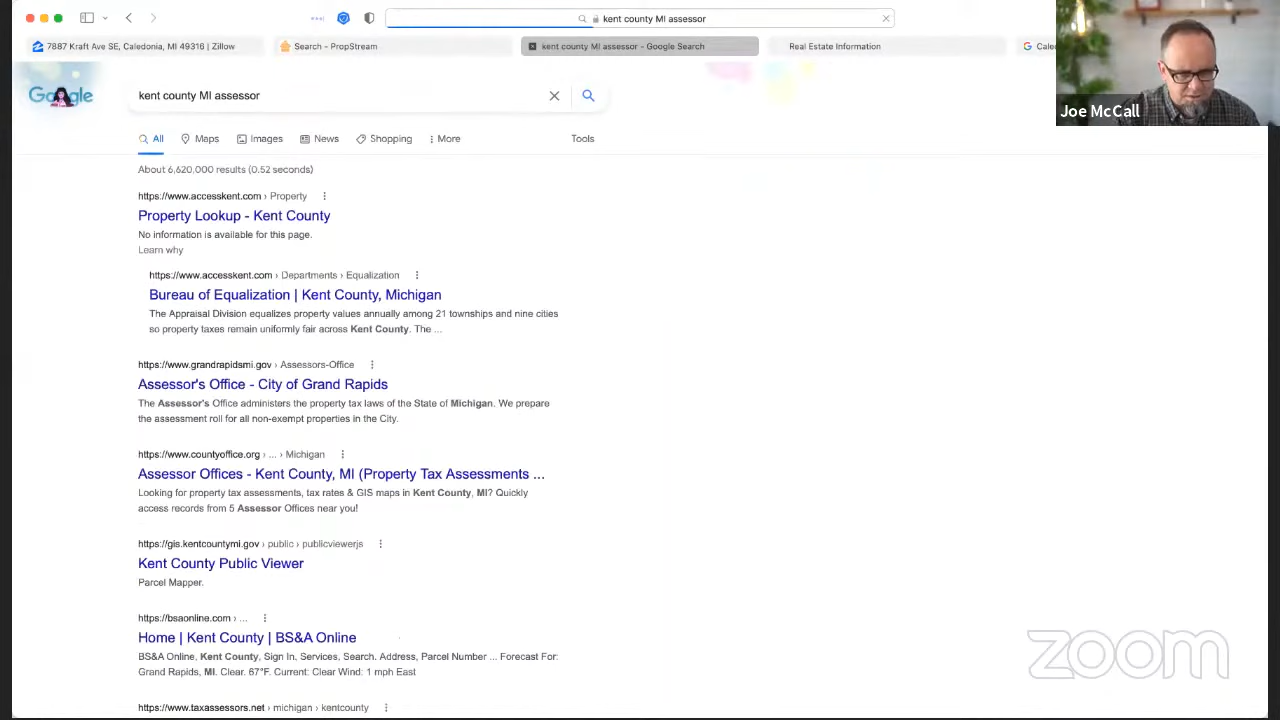 kent county MI assessor
7887 Kraft Ave SE, Caledonia, MI 49316 | Zillow
Search - PropStream
kent county MI assessor - Google Search
Real Estate Information
Cale
Joe McCall
Google
kent county MI assessor
All
Maps
Images
News
Shopping
More
Tools
About 6,620,000 results (0.52 seconds)
https://www.accesskent.com › Property
Property Lookup - Kent County
No information is available for this page.
Learn why
https://www.accesskent.com › Departments › Equalization
Bureau of Equalization | Kent County, Michigan
The Appraisal Division equalizes property values annually among 21 townships and nine cities
so property taxes remain uniformly fair across Kent County. The ...
https://www.grandrapidsmi.gov › Assessors-Office
Assessor's Office - City of Grand Rapids
The Assessor's Office administers the property tax laws of the State of Michigan. We prepare
the assessment roll for all non-exempt properties in the City.
https://www.countyoffice.org › ... › Michigan
Assessor Offices - Kent County, MI (Property Tax Assessments ...
Looking for property tax assessments, tax rates & GIS maps in Kent County, MI? Quickly
access records from 5 Assessor Offices near you!
https://gis.kentcountymi.gov › public › publicviewerjs
Kent County Public Viewer
Parcel Mapper.
https://bsaonline.com › ...
Home | Kent County | BS&A Online
BS&A Online, Kent County, Sign In, Services, Search. Address, Parcel Number ... Forecast For:
Grand Rapids, MI. Clear. 67°F. Current: Clear Wind: 1 mph East
https://www.taxassessors.net › michigan › kentcounty
zoom